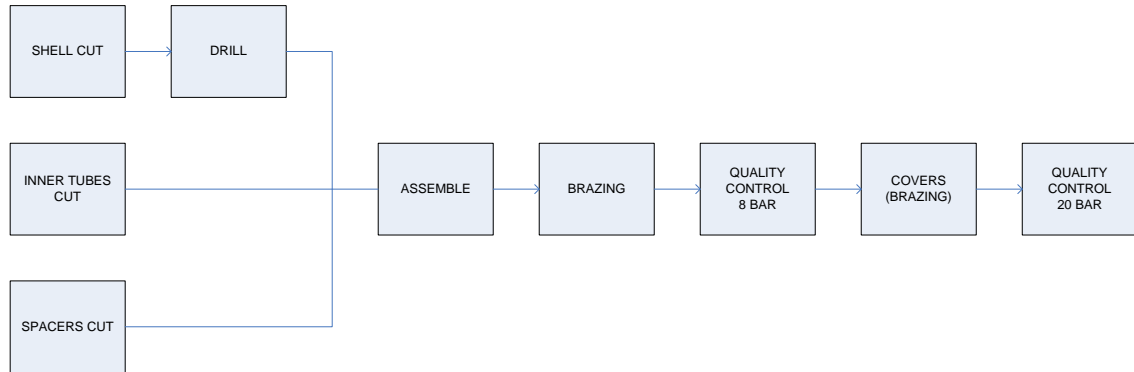 SHELL CUT
DRILL
INNER TUBES
CUT
ASSEMBLE
BRAZING
QUALITY
CONTROL
8 BAR
COVERS
(BRAZING)
QUALITY
CONTROL
20 BAR
SPACERS CUT